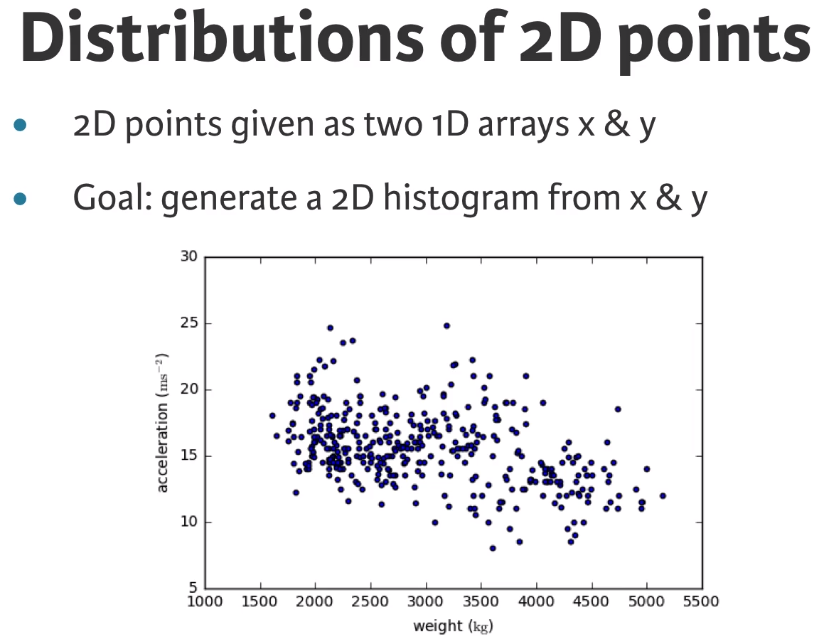 Distributions of 2D points
• 2D points given as two 1D arrays x & y
• Goal: generate a 2D histogram from x & y
30
25
20
15
10
5
acceleration (ms⁻²)
1000 1500 2000 2500 3000 3500 4000 4500 5000 5500
weight (kg)